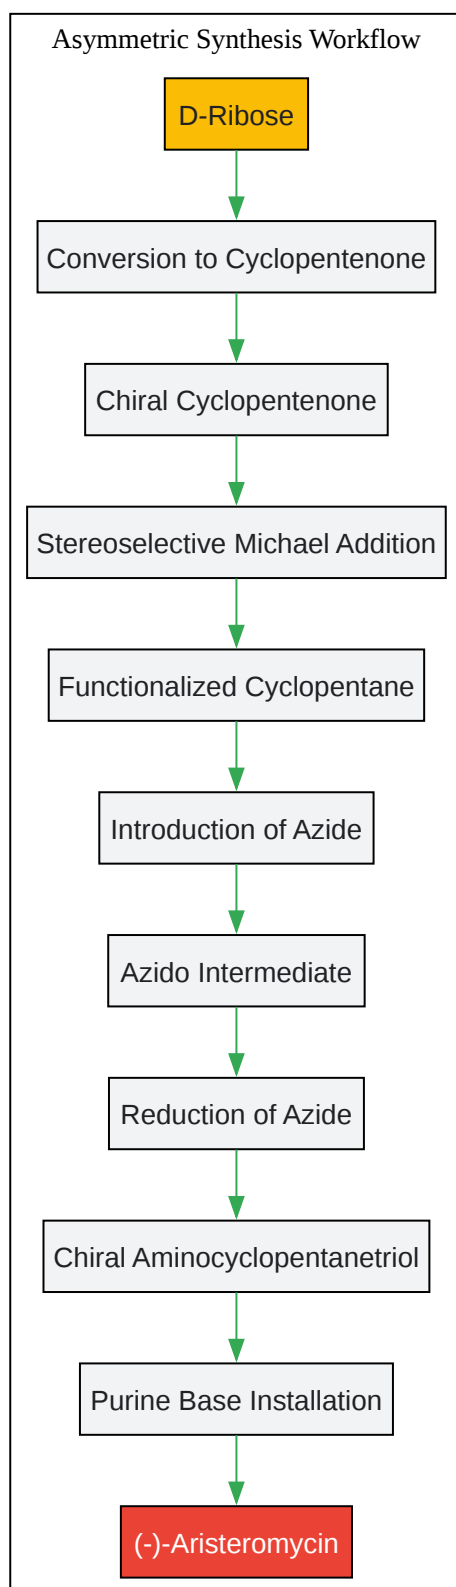 Asymmetric Synthesis Workflow
D-Ribose
Conversion to Cyclopentenone
Chiral Cyclopentenone
Stereoselective Michael Addition
Functionalized Cyclopentane
Introduction of Azide
Azido Intermediate
Reduction of Azide
Chiral Aminocyclopentanetriol
Purine Base Installation
(-)-Aristeromycin